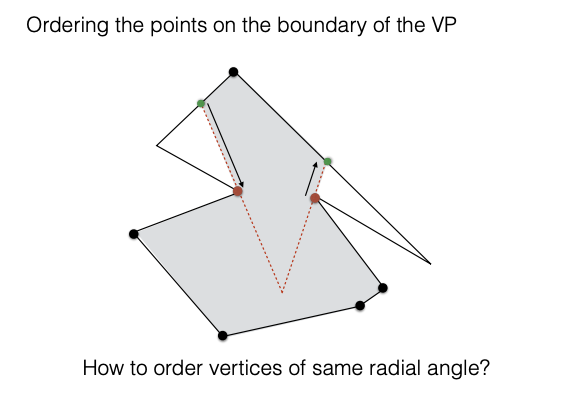 Ordering the points on the boundary of the VP
How to order vertices of same radial angle?